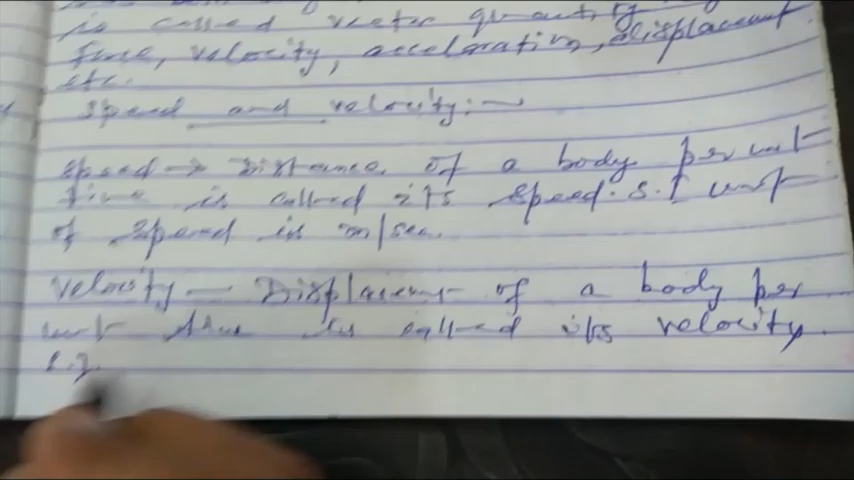 is called vector quantity
force, velocity, acceleration, displacement
etc.
Speed and velocity:-
Speed → Distance of a body per unit
time is called its speed. S.I unit
of speed is m/sec.
Velocity - Displacement of a body per
unit time is called its velocity.